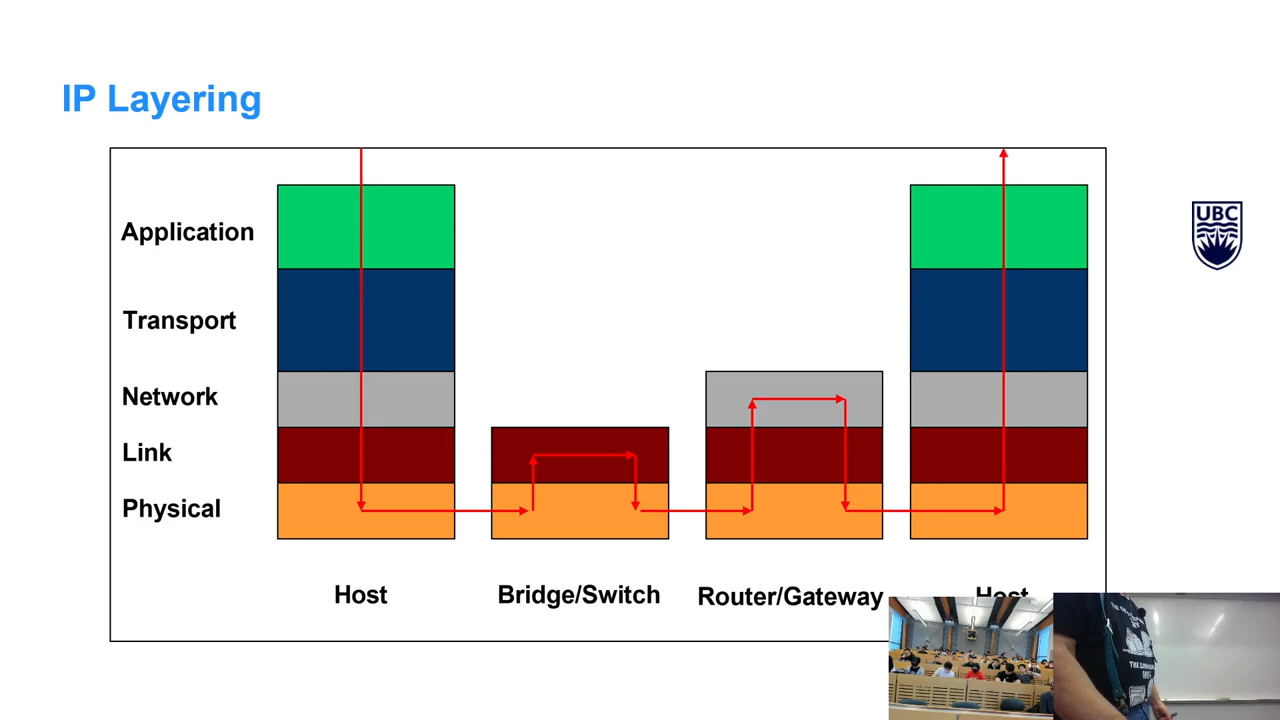 IP Layering
Application
Transport
Network
Link
Physical
Host
Bridge/Switch
Router/Gateway
Host
UBC